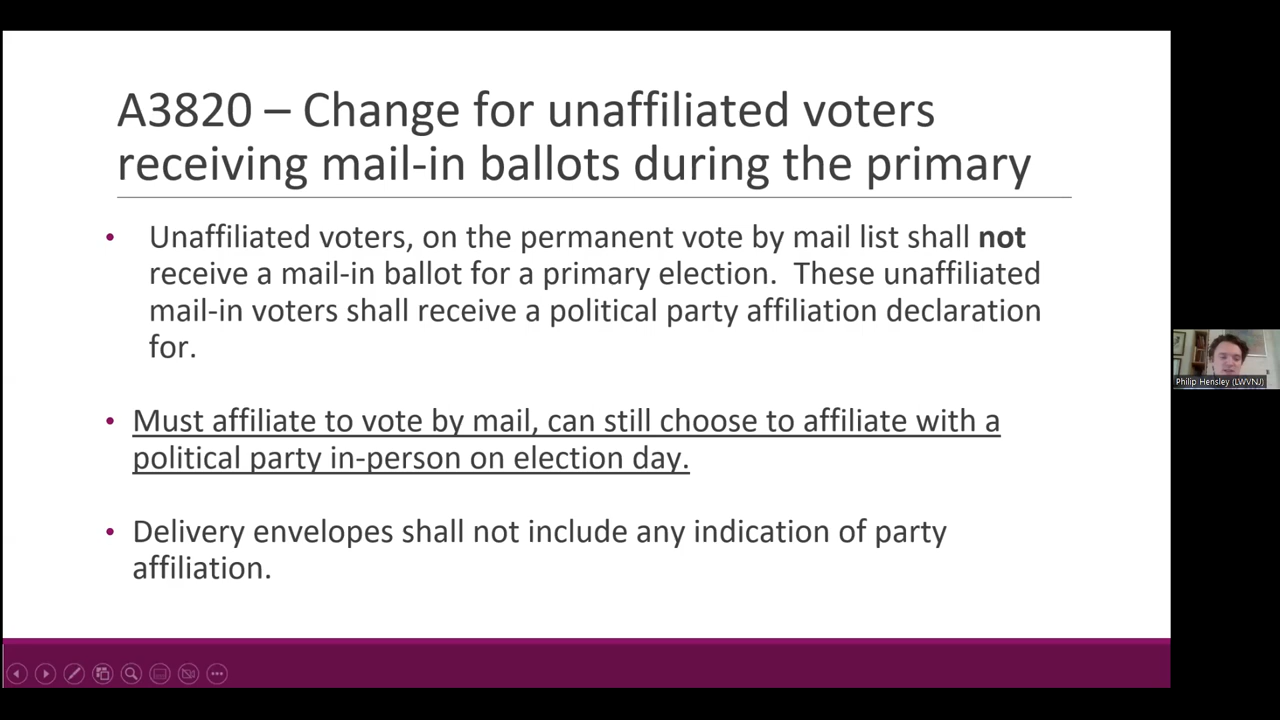 A3820 – Change for unaffiliated voters
receiving mail-in ballots during the primary
• Unaffiliated voters, on the permanent vote by mail list shall not
receive a mail-in ballot for a primary election.  These unaffiliated
mail-in voters shall receive a political party affiliation declaration
for.
• Must affiliate to vote by mail, can still choose to affiliate with a
political party in-person on election day.
• Delivery envelopes shall not include any indication of party
affiliation.
Philip Hensley (LWVNJ)